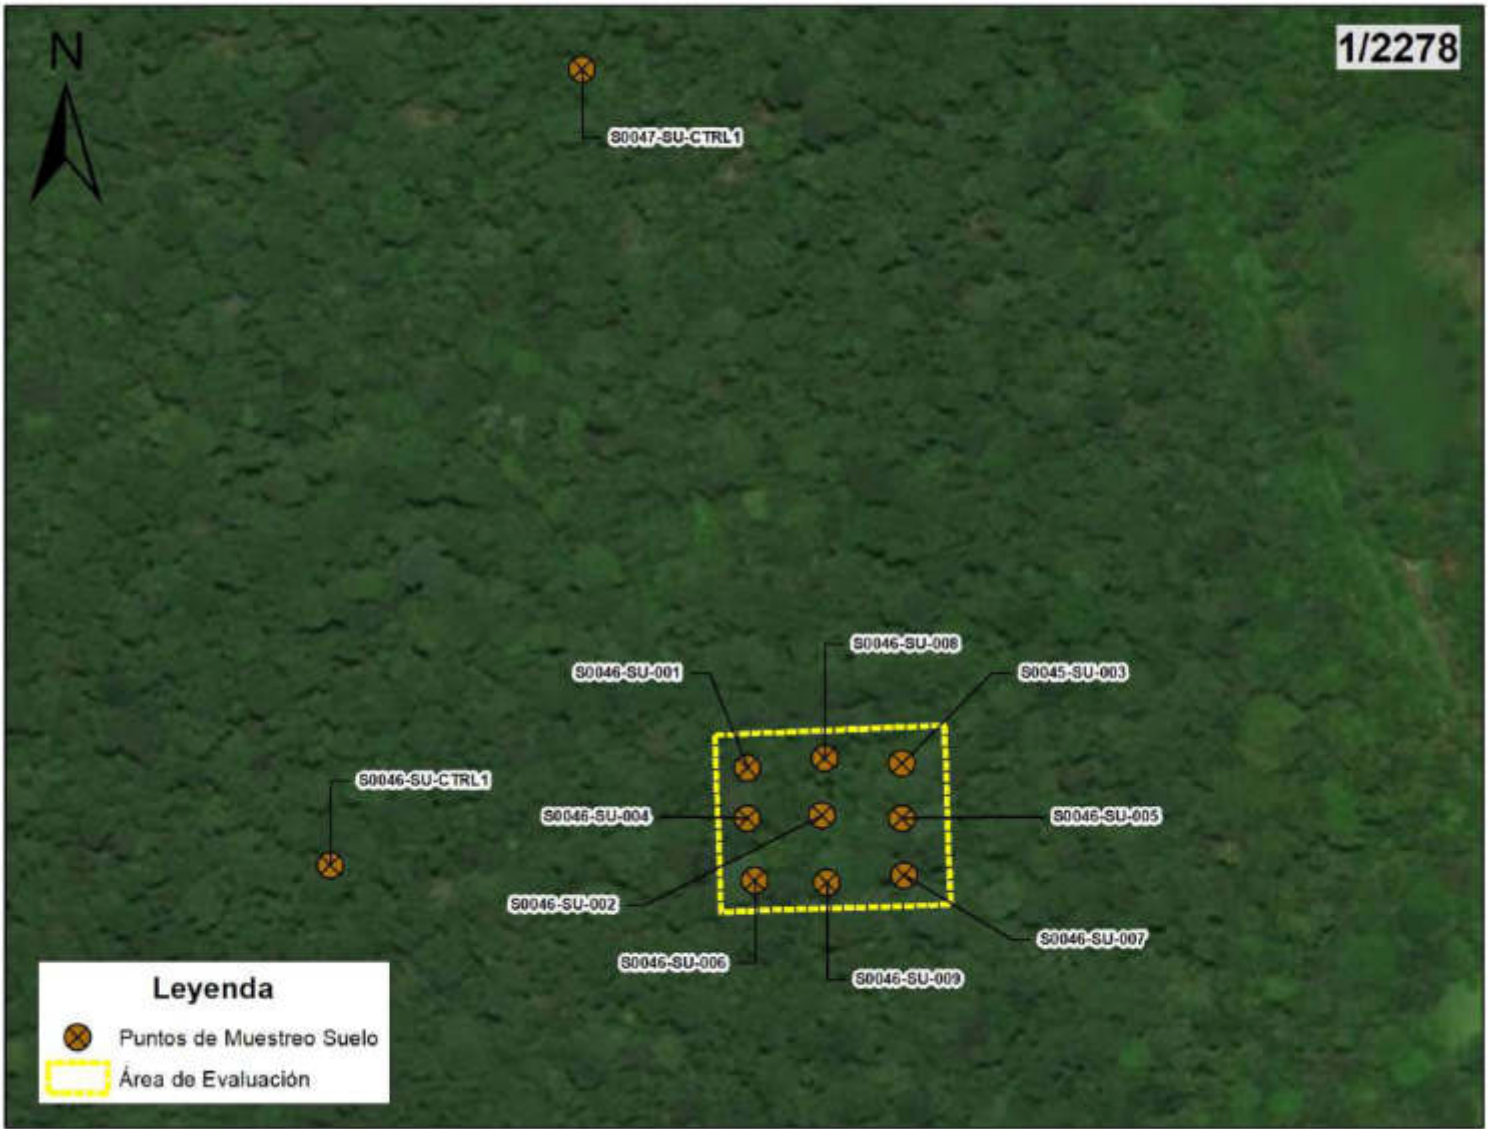 N
1/2278
S0047-SU-CTRL1
S0046-SU-008
S0046-SU-001
S0045-SU-003
S0046-SU-CTRL1
S0046-SU-004
S0046-SU-005
S0046-SU-002
S0046-SU-007
S0046-SU-006
S0046-SU-009
Leyenda
Puntos de Muestreo Suelo
Área de Evaluación